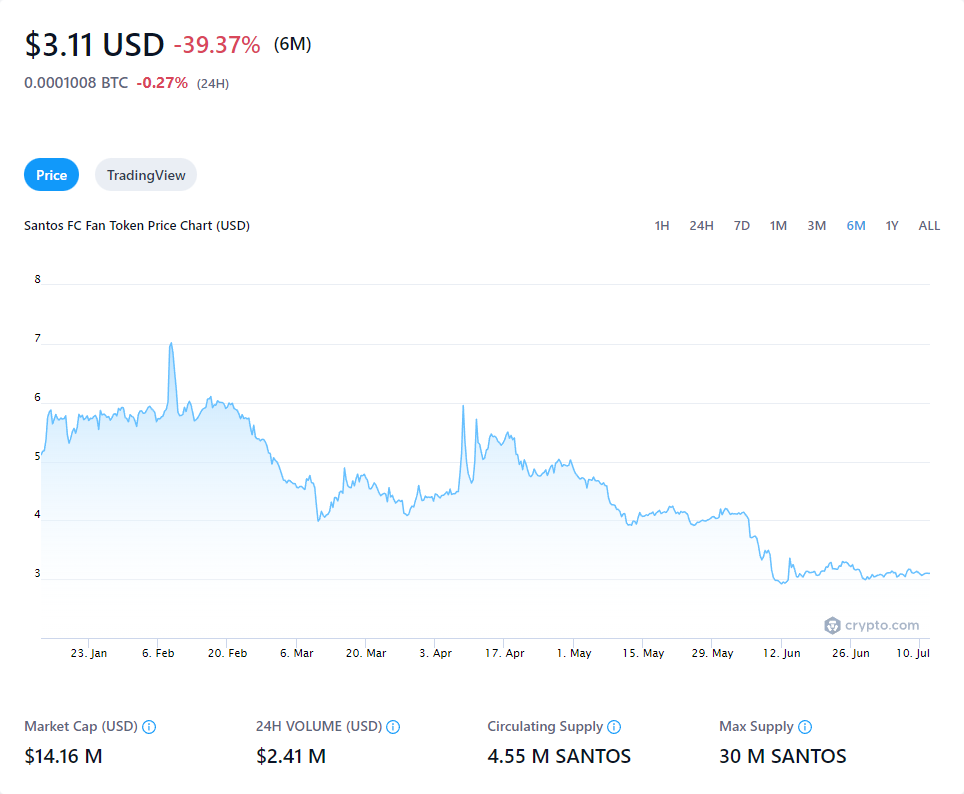 $3.11 USD -39.37% (6M)
0.0001008 BTC -0.27% (24H)
Price TradingView
Santos FC Fan Token Price Chart (USD) 1H 24H 7D 1M 3M 6M 1Y ALL
8
7
6
5
4
3
crypto.com
23. Jan 6. Feb 20. Feb 6. Mar 20. Mar 3. Apr 17. Apr 1. May 15. May 29. May 12. Jun 26. Jun 10. Jul
Market Cap (USD) 24H VOLUME (USD) Circulating Supply Max Supply
$14.16 M $2.41 M 4.55 M SANTOS 30 M SANTOS